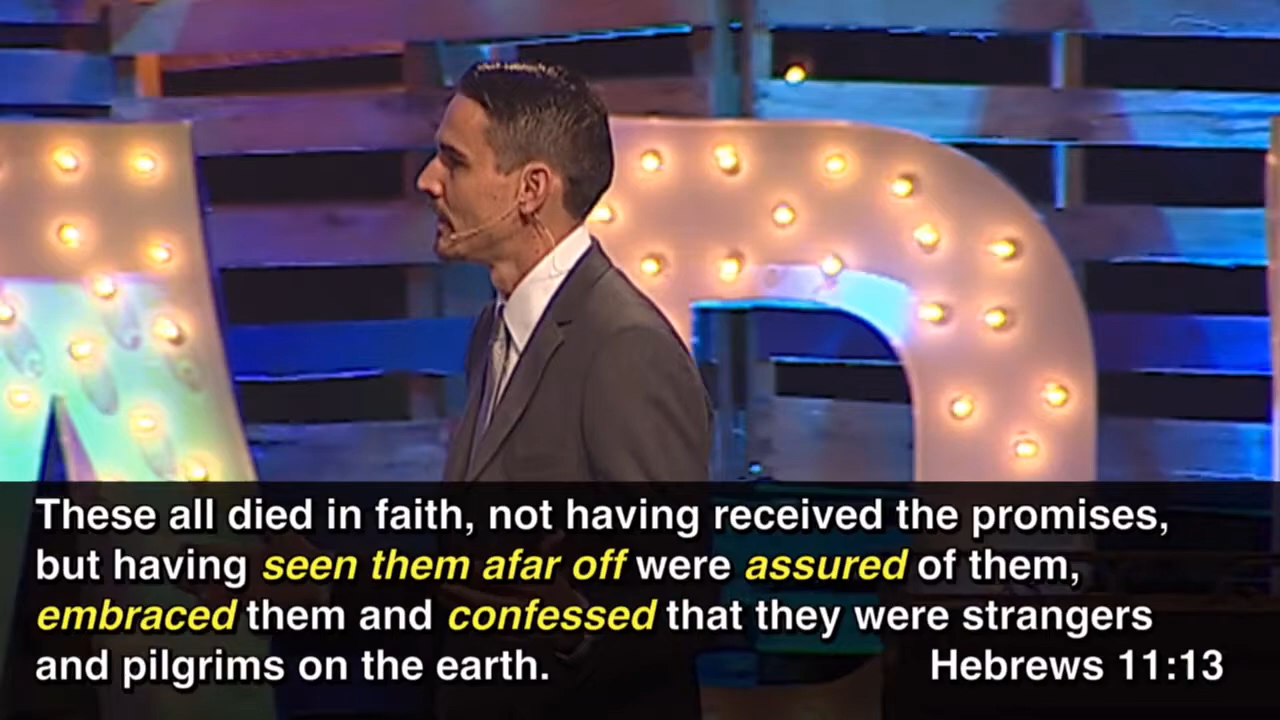 These all died in faith, not having received the promises,
but having seen them afar off were assured of them,
embraced them and confessed that they were strangers
and pilgrims on the earth. Hebrews 11:13